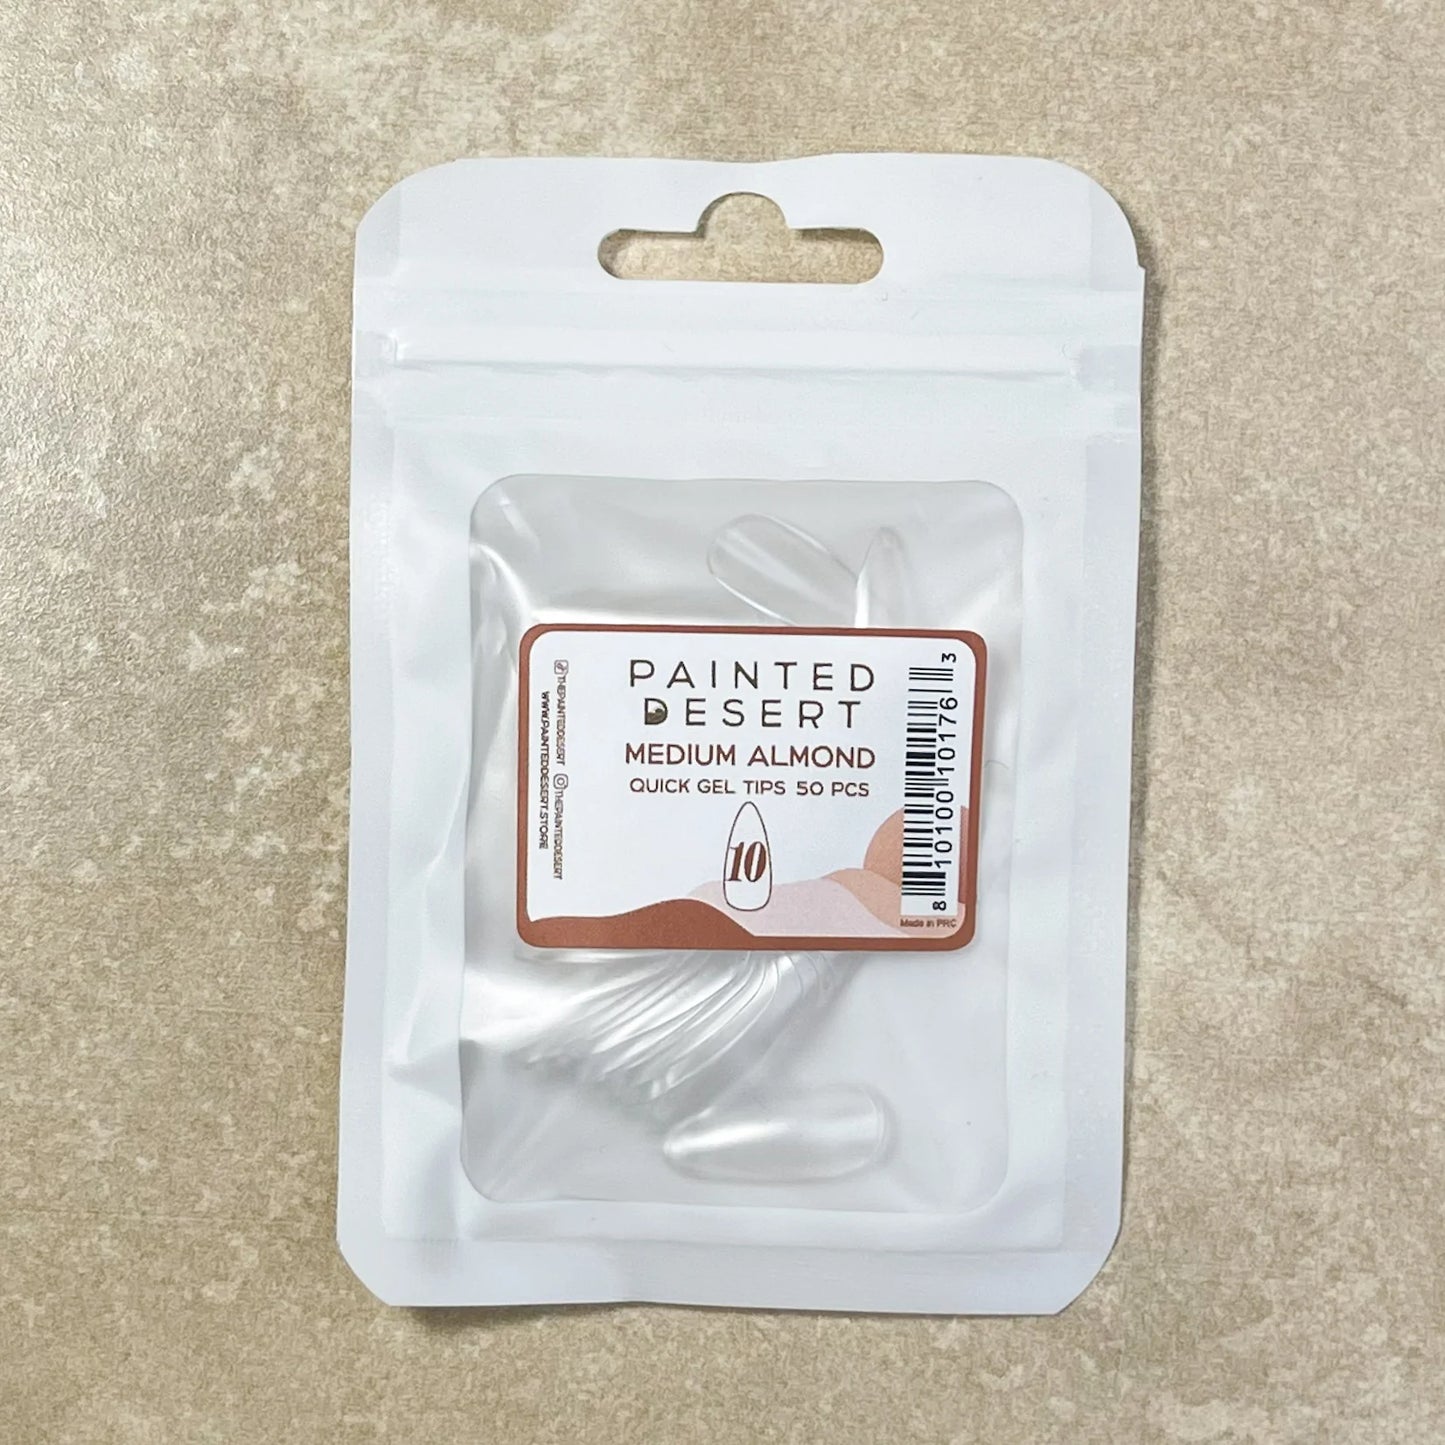 PAINTED
DESERT
MEDIUM ALMOND
QUICK GEL TIPS 50 PCS
10
THEPAINTEDDESERT THEPAINTEDDESERT
WWW.PAINTEDDESERT.STORE
8 10100 10176 3
Made in PRC